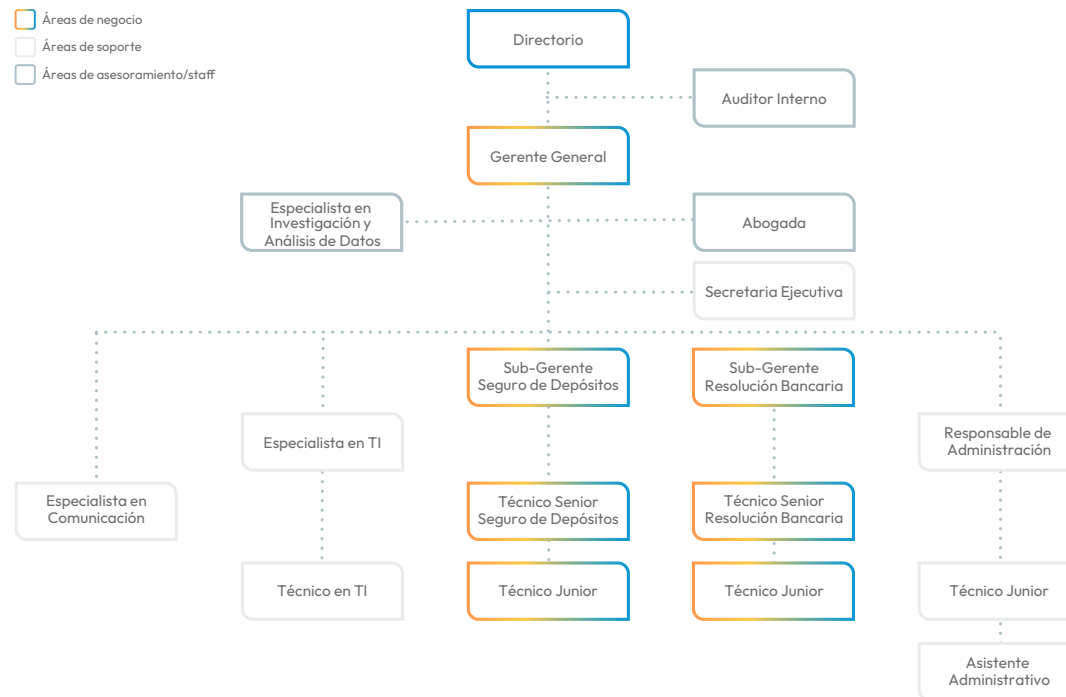 Áreas de negocio
Áreas de soporte
Áreas de asesoramiento/staff
Directorio
Auditor Interno
Gerente General
Especialista en
Investigación y
Análisis de Datos
Abogada
Secretaria Ejecutiva
Sub-Gerente
Seguro de Depósitos
Sub-Gerente
Resolución Bancaria
Especialista en TI
Responsable de
Administración
Especialista en
Comunicación
Técnico Senior
Seguro de Depósitos
Técnico Senior
Resolución Bancaria
Técnico en TI
Técnico Junior
Técnico Junior
Técnico Junior
Asistente
Administrativo